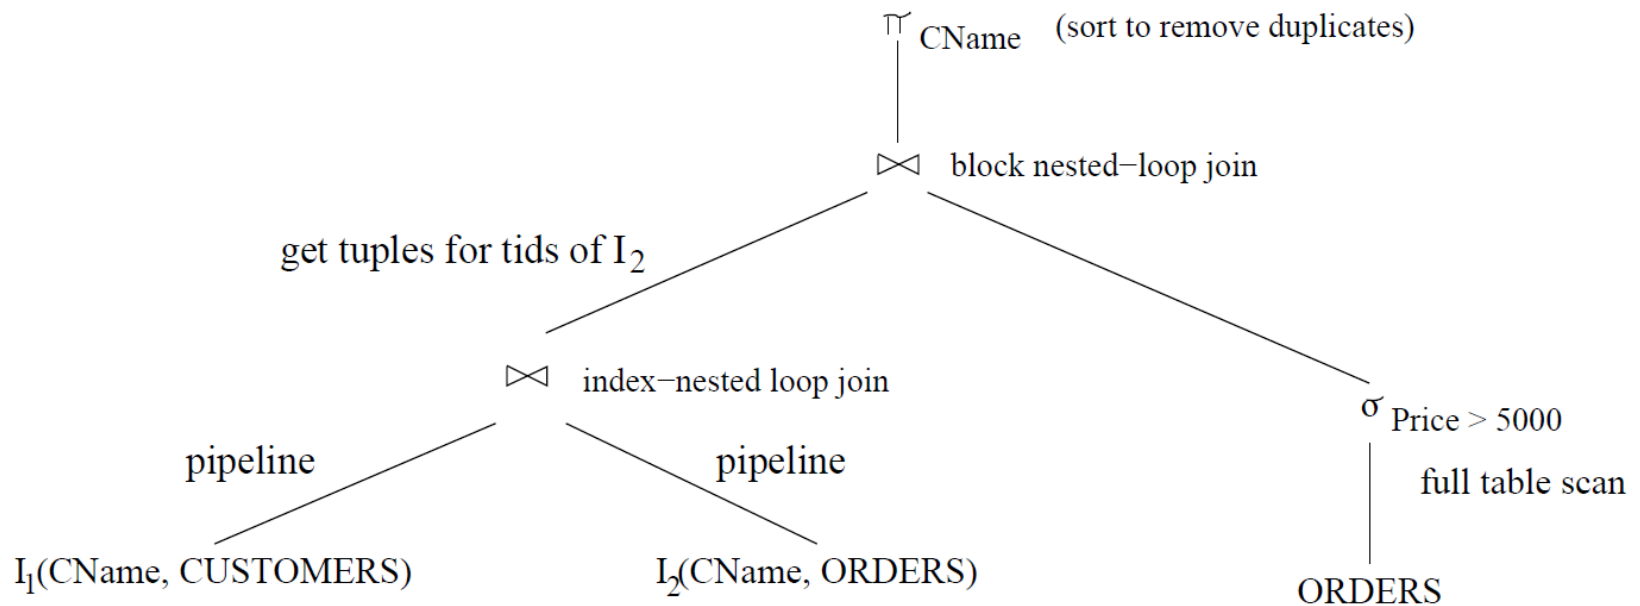 π CName (sort to remove duplicates)
⋈ block nested−loop join
get tuples for tids of I2
⋈ index−nested loop join
σ Price > 5000
pipeline
pipeline
full table scan
I1(CName, CUSTOMERS)
I2(CName, ORDERS)
ORDERS